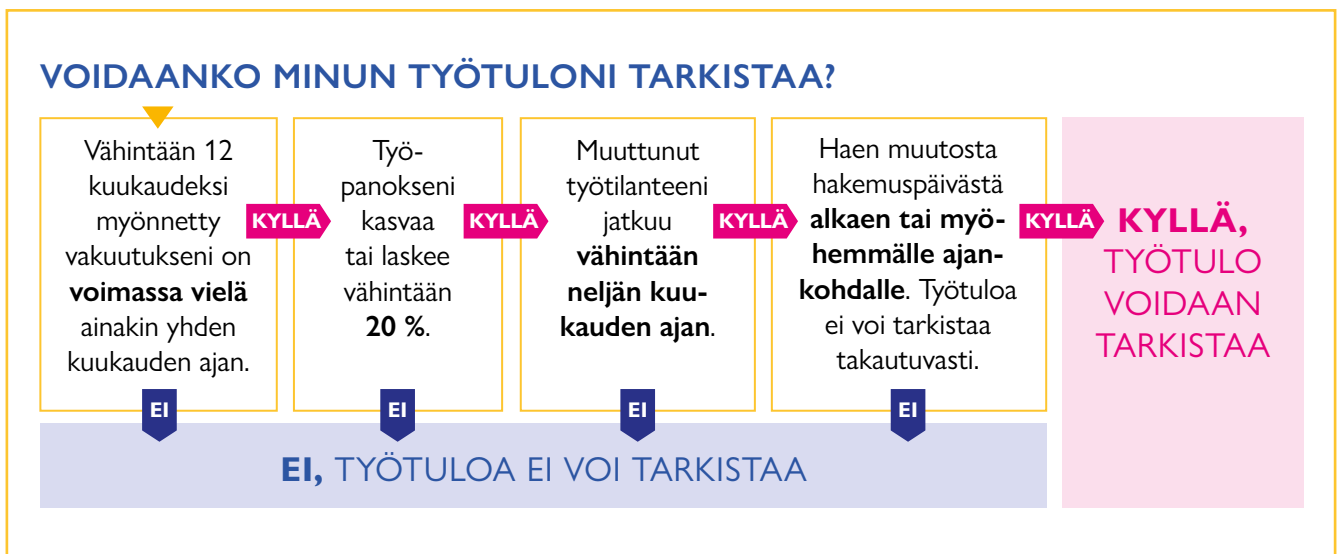 VOIDAANKO MINUN TYÖTULONI TARKISTAA?
Vähintään 12
kuukaudeksi
myönnetty
vakuutukseni on
voimassa vielä
ainakin yhden
kuukauden ajan.
KYLLÄ
EI
Työ-
panokseni
kasvaa
tai laskee
vähintään
20 %.
KYLLÄ
EI
Muuttunut
työtilanteeni
jatkuu
vähintään
neljän kuu-
kauden ajan.
KYLLÄ
EI
Haen muutosta
hakemuspäivästä
alkaen tai myö-
hemmälle ajan-
kohdalle. Työtuloa
ei voi tarkistaa
takautuvasti.
KYLLÄ
EI
KYLLÄ,
TYÖTULO
VOIDAAN
TARKISTAA
EI, TYÖTULOA EI VOI TARKISTAA